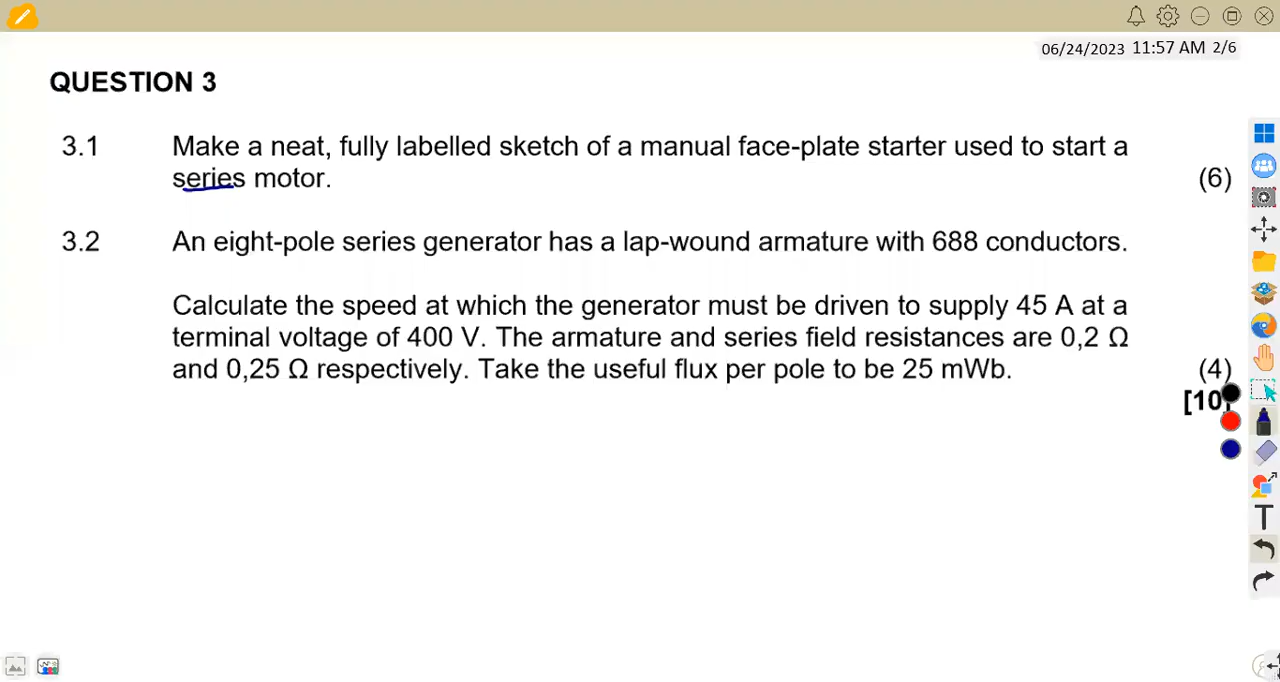 06/24/2023 11:57 AM 2/6
QUESTION 3
3.1 Make a neat, fully labelled sketch of a manual face-plate starter used to start a
series motor. (6)
3.2 An eight-pole series generator has a lap-wound armature with 688 conductors.
Calculate the speed at which the generator must be driven to supply 45 A at a
terminal voltage of 400 V. The armature and series field resistances are 0,2 Ω
and 0,25 Ω respectively. Take the useful flux per pole to be 25 mWb. (4)
[10]
T